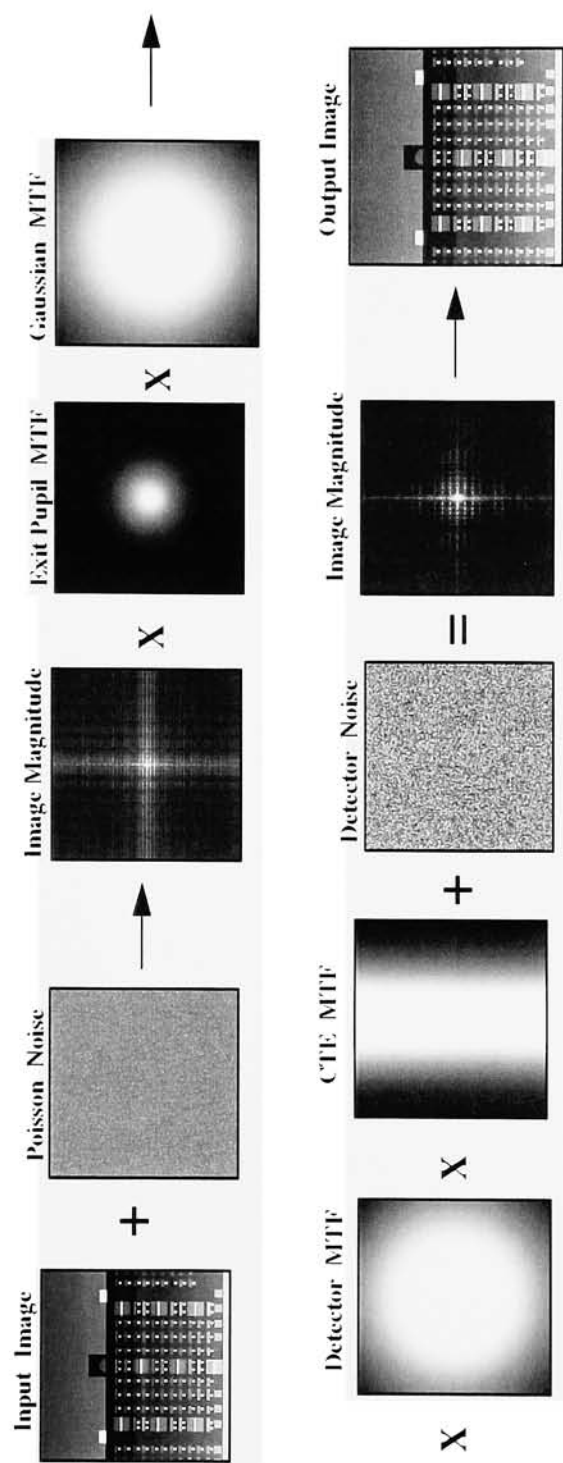 Input Image
+
Poisson Noise
Image Magnitude
X
Exit Pupil MTF
X
Gaussian MTF
X
Detector MTF
X
CTE MTF
+
Detector Noise
=
Image Magnitude
Output Image